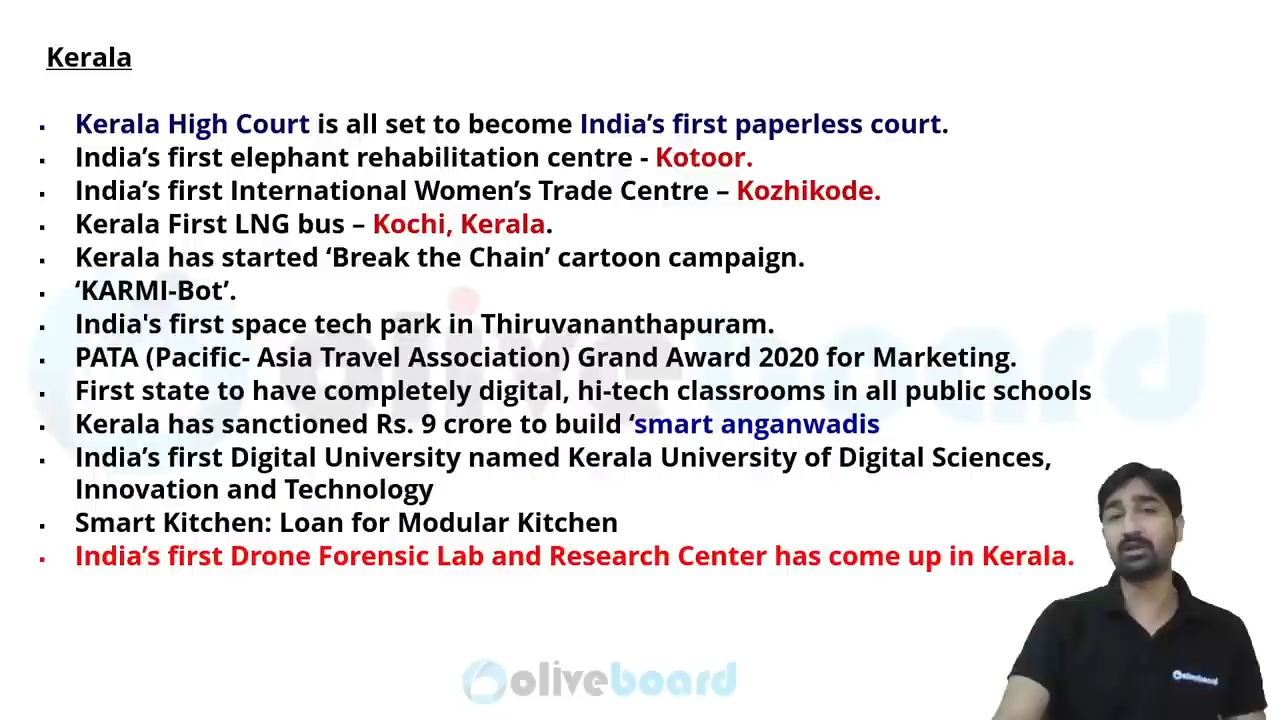 Kerala
▪ Kerala High Court is all set to become India’s first paperless court.
▪ India’s first elephant rehabilitation centre - Kotoor.
▪ India’s first International Women’s Trade Centre – Kozhikode.
▪ Kerala First LNG bus – Kochi, Kerala.
▪ Kerala has started ‘Break the Chain’ cartoon campaign.
▪ ‘KARMI-Bot’.
▪ India's first space tech park in Thiruvananthapuram.
▪ PATA (Pacific- Asia Travel Association) Grand Award 2020 for Marketing.
▪ First state to have completely digital, hi-tech classrooms in all public schools
▪ Kerala has sanctioned Rs. 9 crore to build ‘smart anganwadis
▪ India’s first Digital University named Kerala University of Digital Sciences,
Innovation and Technology
▪ Smart Kitchen: Loan for Modular Kitchen
▪ India’s first Drone Forensic Lab and Research Center has come up in Kerala.
oliveboard
oliveboard
oliveboard